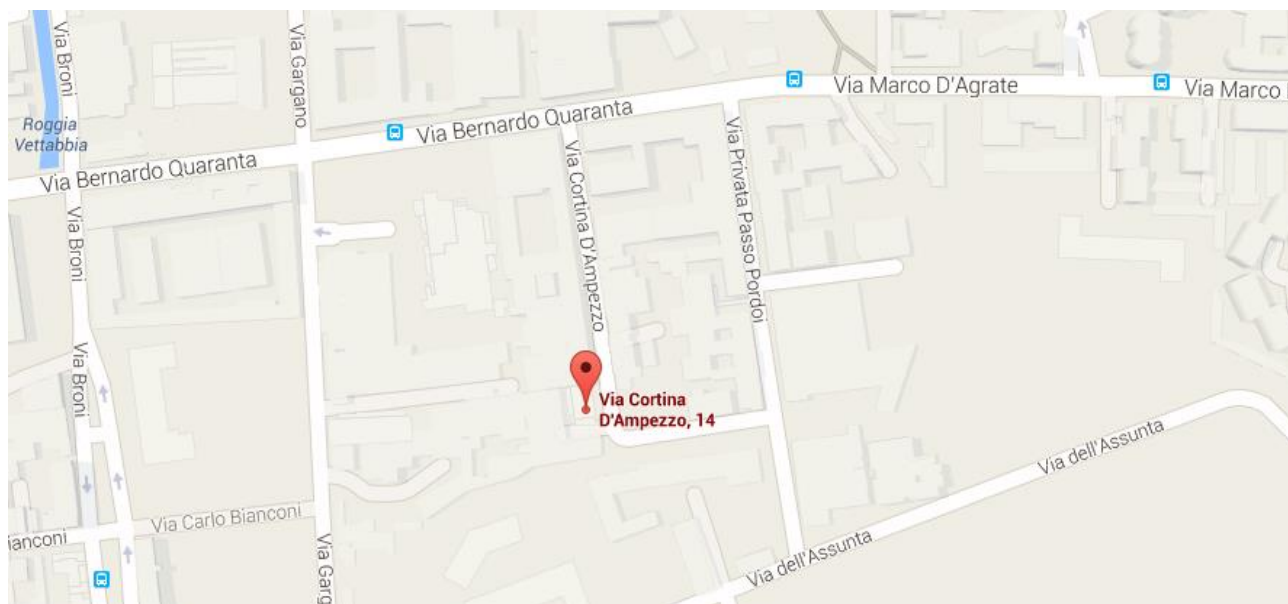 Via Broni
Via Gargano
Roggia
Vettabbia
Via Bernardo Quaranta
Via Bernardo Quaranta
Via Marco D'Agrate
Via Marco
Via Cortina D'Ampezzo
Via Privata Passo Pordoi
Via Broni
Via Broni
Via Cortina
D'Ampezzo, 14
Via dell'Assunta
Via Carlo Bianconi
ianconi
Via Garg
Via dell'Assunta